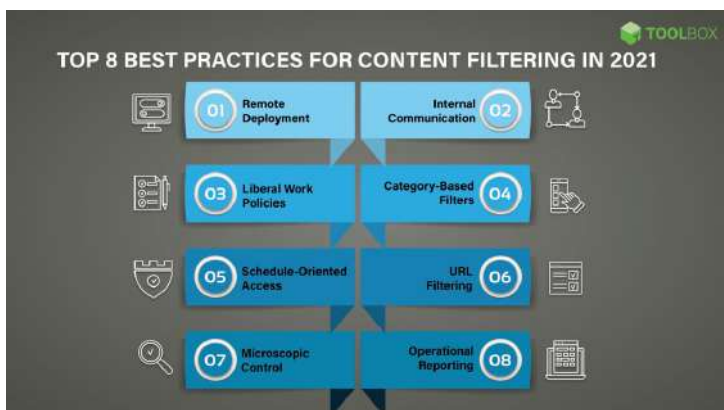 TOOLBOX
TOP 8 BEST PRACTICES FOR CONTENT FILTERING IN 2021
01
Remote
Deployment
Internal
Communication
02
03
Liberal Work
Policies
Category-Based
Filters
04
05
Schedule-Oriented
Access
URL
Filtering
06
07
Microscopic
Control
Operational
Reporting
08